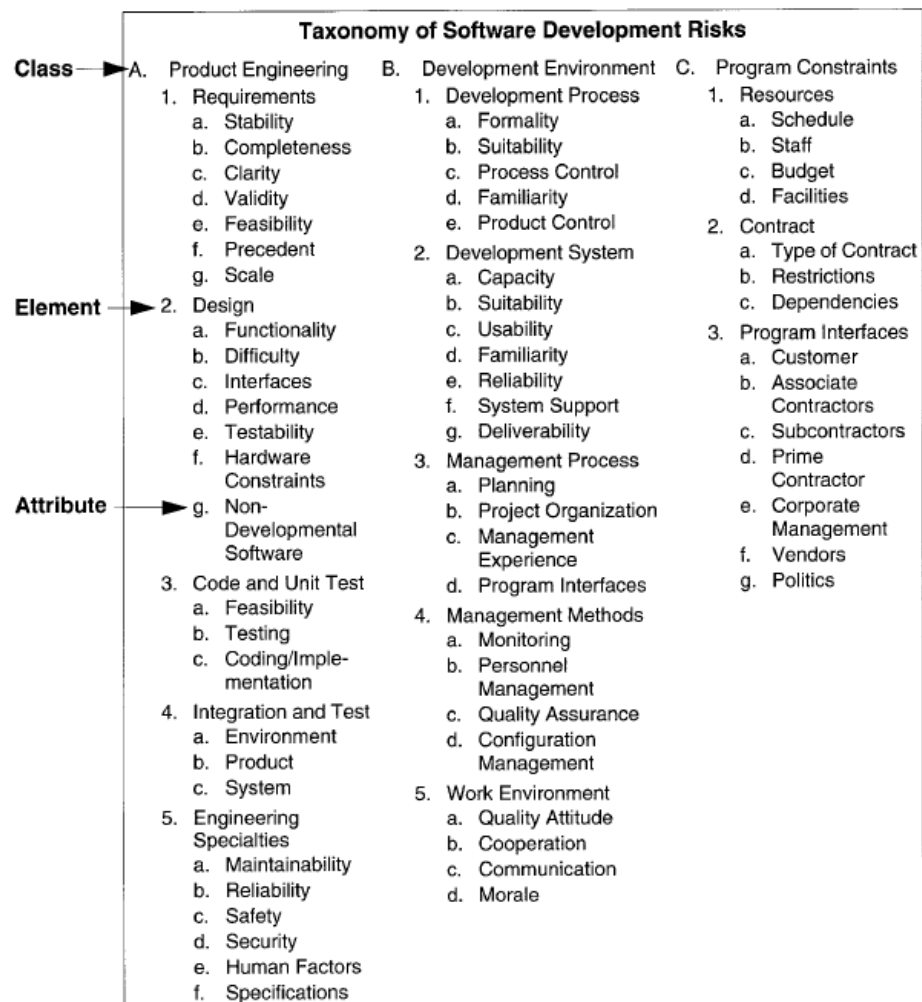 Taxonomy of Software Development Risks
Class
A. Product Engineering
1. Requirements
a. Stability
b. Completeness
c. Clarity
d. Validity
e. Feasibility
f. Precedent
g. Scale
Element
2. Design
a. Functionality
b. Difficulty
c. Interfaces
d. Performance
e. Testability
f. Hardware
Constraints
Attribute
g. Non-
Developmental
Software
3. Code and Unit Test
a. Feasibility
b. Testing
c. Coding/Imple-
mentation
4. Integration and Test
a. Environment
b. Product
c. System
5. Engineering
Specialties
a. Maintainability
b. Reliability
c. Safety
d. Security
e. Human Factors
f. Specifications
B. Development Environment
1. Development Process
a. Formality
b. Suitability
c. Process Control
d. Familiarity
e. Product Control
2. Development System
a. Capacity
b. Suitability
c. Usability
d. Familiarity
e. Reliability
f. System Support
g. Deliverability
3. Management Process
a. Planning
b. Project Organization
c. Management
Experience
d. Program Interfaces
4. Management Methods
a. Monitoring
b. Personnel
Management
c. Quality Assurance
d. Configuration
Management
5. Work Environment
a. Quality Attitude
b. Cooperation
c. Communication
d. Morale
C. Program Constraints
1. Resources
a. Schedule
b. Staff
c. Budget
d. Facilities
2. Contract
a. Type of Contract
b. Restrictions
c. Dependencies
3. Program Interfaces
a. Customer
b. Associate
Contractors
c. Subcontractors
d. Prime
Contractor
e. Corporate
Management
f. Vendors
g. Politics